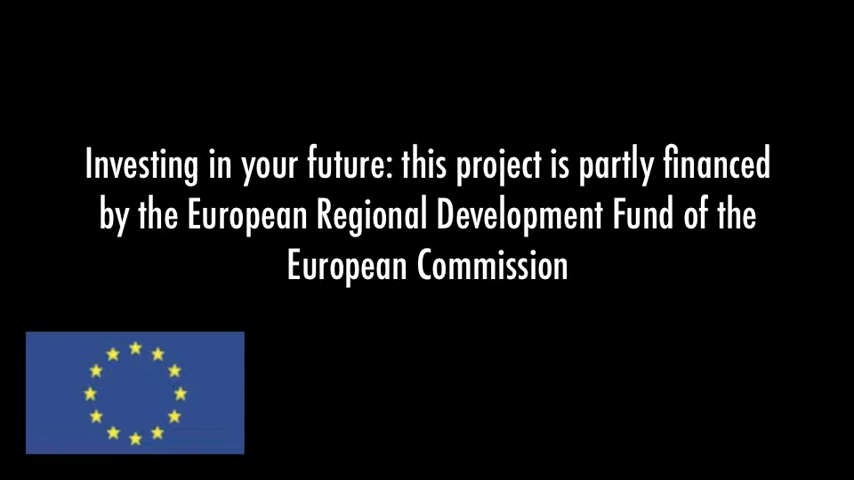 Investing in your future: this project is partly financed
by the European Regional Development Fund of the
European Commission